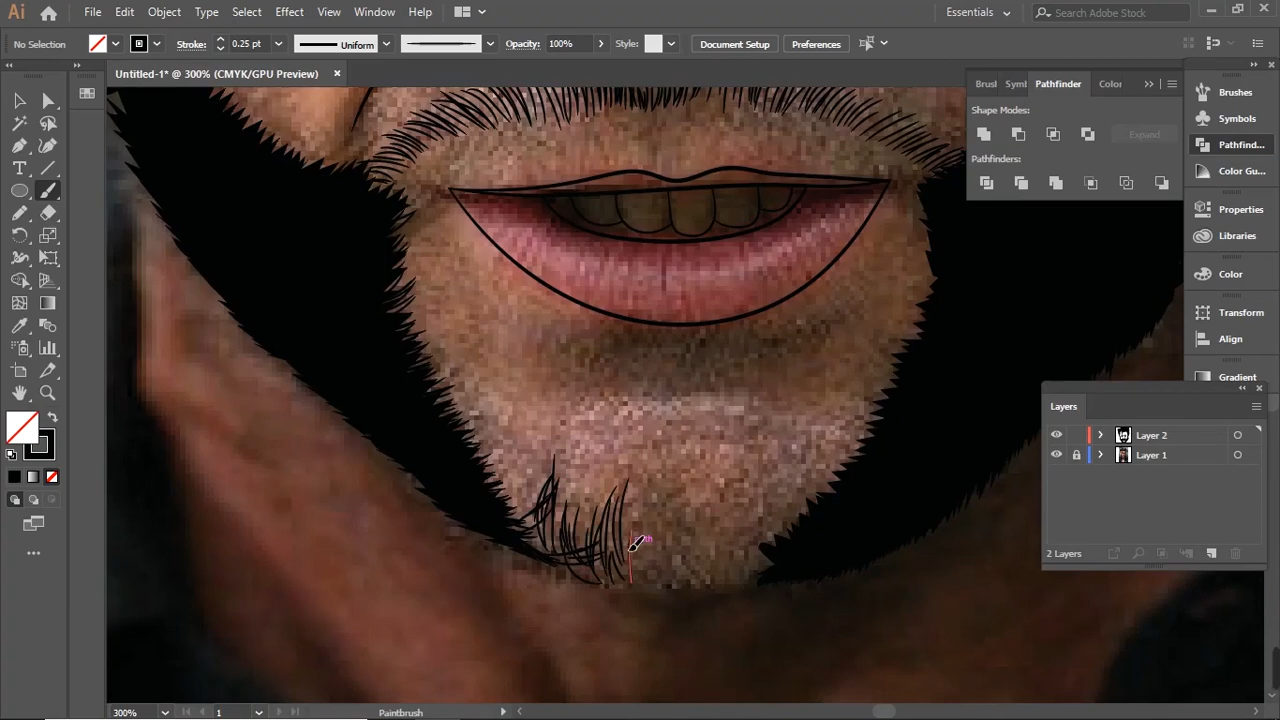 Ai File Edit Object Type Select Effect View Window Help Essentials Search Adobe Stock
No Selection Stroke: 0.25 pt Uniform Opacity: 100% Style: Document Setup Preferences
Untitled-1* @ 300% (CMYK/GPU Preview) ×
Brush Symb Pathfinder Color
Shape Modes:
Expand
Pathfinders:
Brushes
Symbols
Pathfind...
Color Gu...
Properties
Libraries
Color
Transform
Align
Gradient
Layers
Layer 2
Layer 1
2 Layers
300% 1 Paintbrush